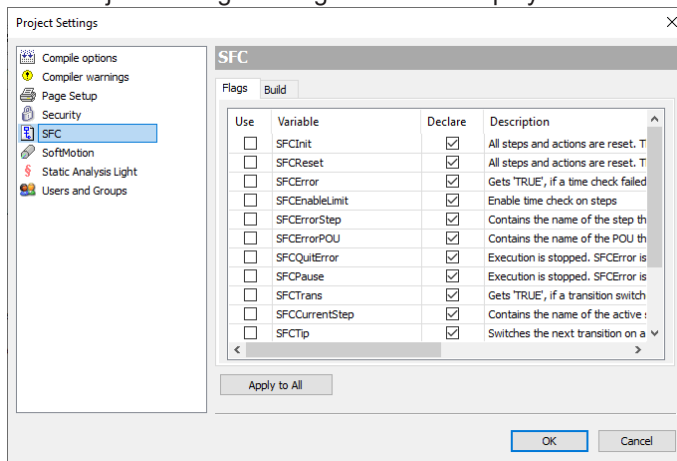 Project Settings
Compile options
Compiler warnings
Page Setup
Security
SFC
SoftMotion
Static Analysis Light
Users and Groups
SFC
Flags Build
Use Variable Declare Description
SFCInit All steps and actions are reset. T
SFCReset All steps and actions are reset. T
SFCError Gets 'TRUE', if a time check failed
SFCEnableLimit Enable time check on steps
SFCErrorStep Contains the name of the step th
SFCErrorPOU Contains the name of the POU th
SFCQuitError Execution is stopped. SFCError is
SFCPause Execution is stopped. SFCError is
SFCTrans Gets 'TRUE', if a transition switch
SFCCurrentStep Contains the name of the active s
SFCTip Switches the next transition on a
Apply to All
OK Cancel